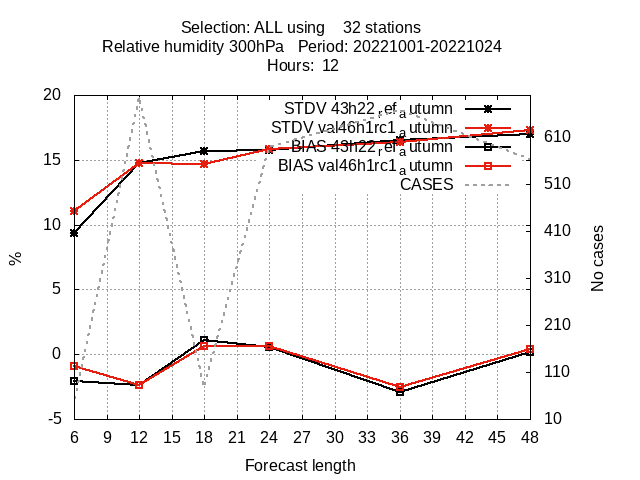 Selection: ALL using    32 stations
Relative humidity 300hPa   Period: 20221001-20221024
Hours: 12
STDV 43h22_ref_autumn
STDV val46h1rc1_autumn
BIAS 43h22_ref_autumn
BIAS val46h1rc1_autumn
CASES
20
15
10
5
0
-5
%
610
510
410
310
210
110
10
No cases
6 9 12 15 18 21 24 27 30 33 36 39 42 45 48
Forecast length